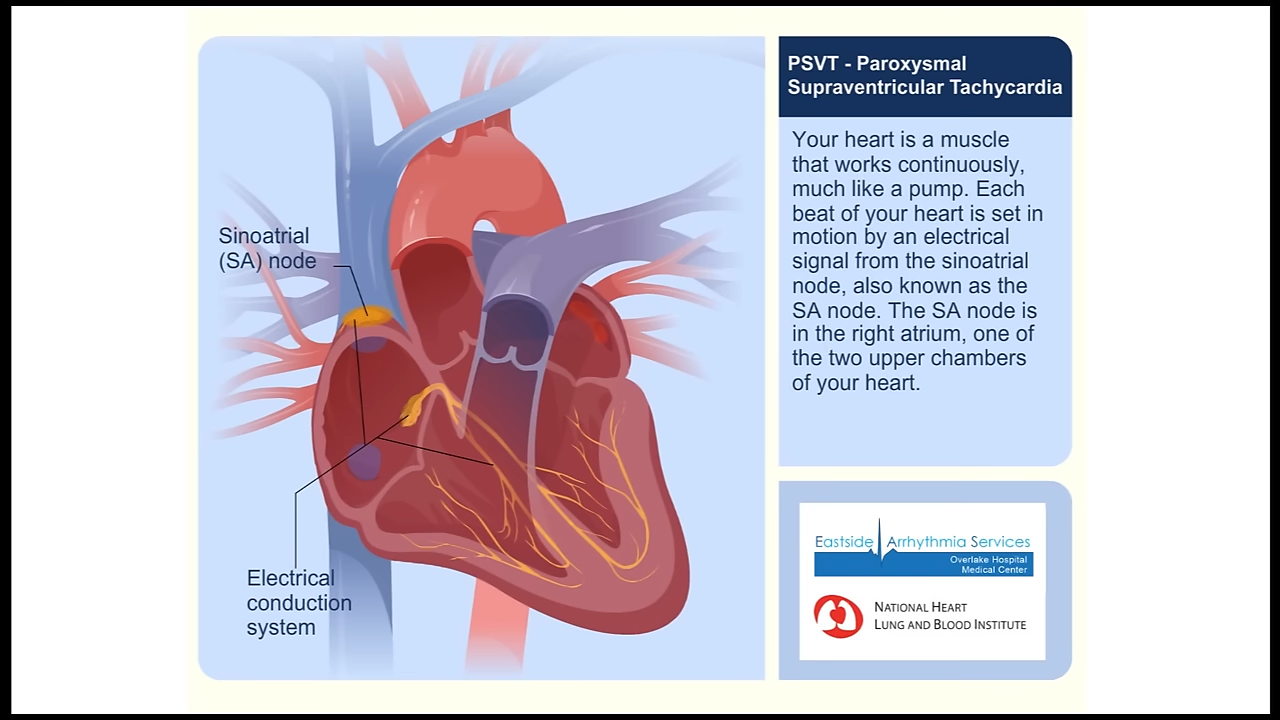 PSVT - Paroxysmal
Supraventricular Tachycardia
Your heart is a muscle
that works continuously,
much like a pump. Each
beat of your heart is set in
motion by an electrical
signal from the sinoatrial
node, also known as the
SA node. The SA node is
in the right atrium, one of
the two upper chambers
of your heart.
Sinoatrial
(SA) node
Electrical
conduction
system
Eastside Arrhythmia Services
Overlake Hospital
Medical Center
NATIONAL HEART
LUNG AND BLOOD INSTITUTE